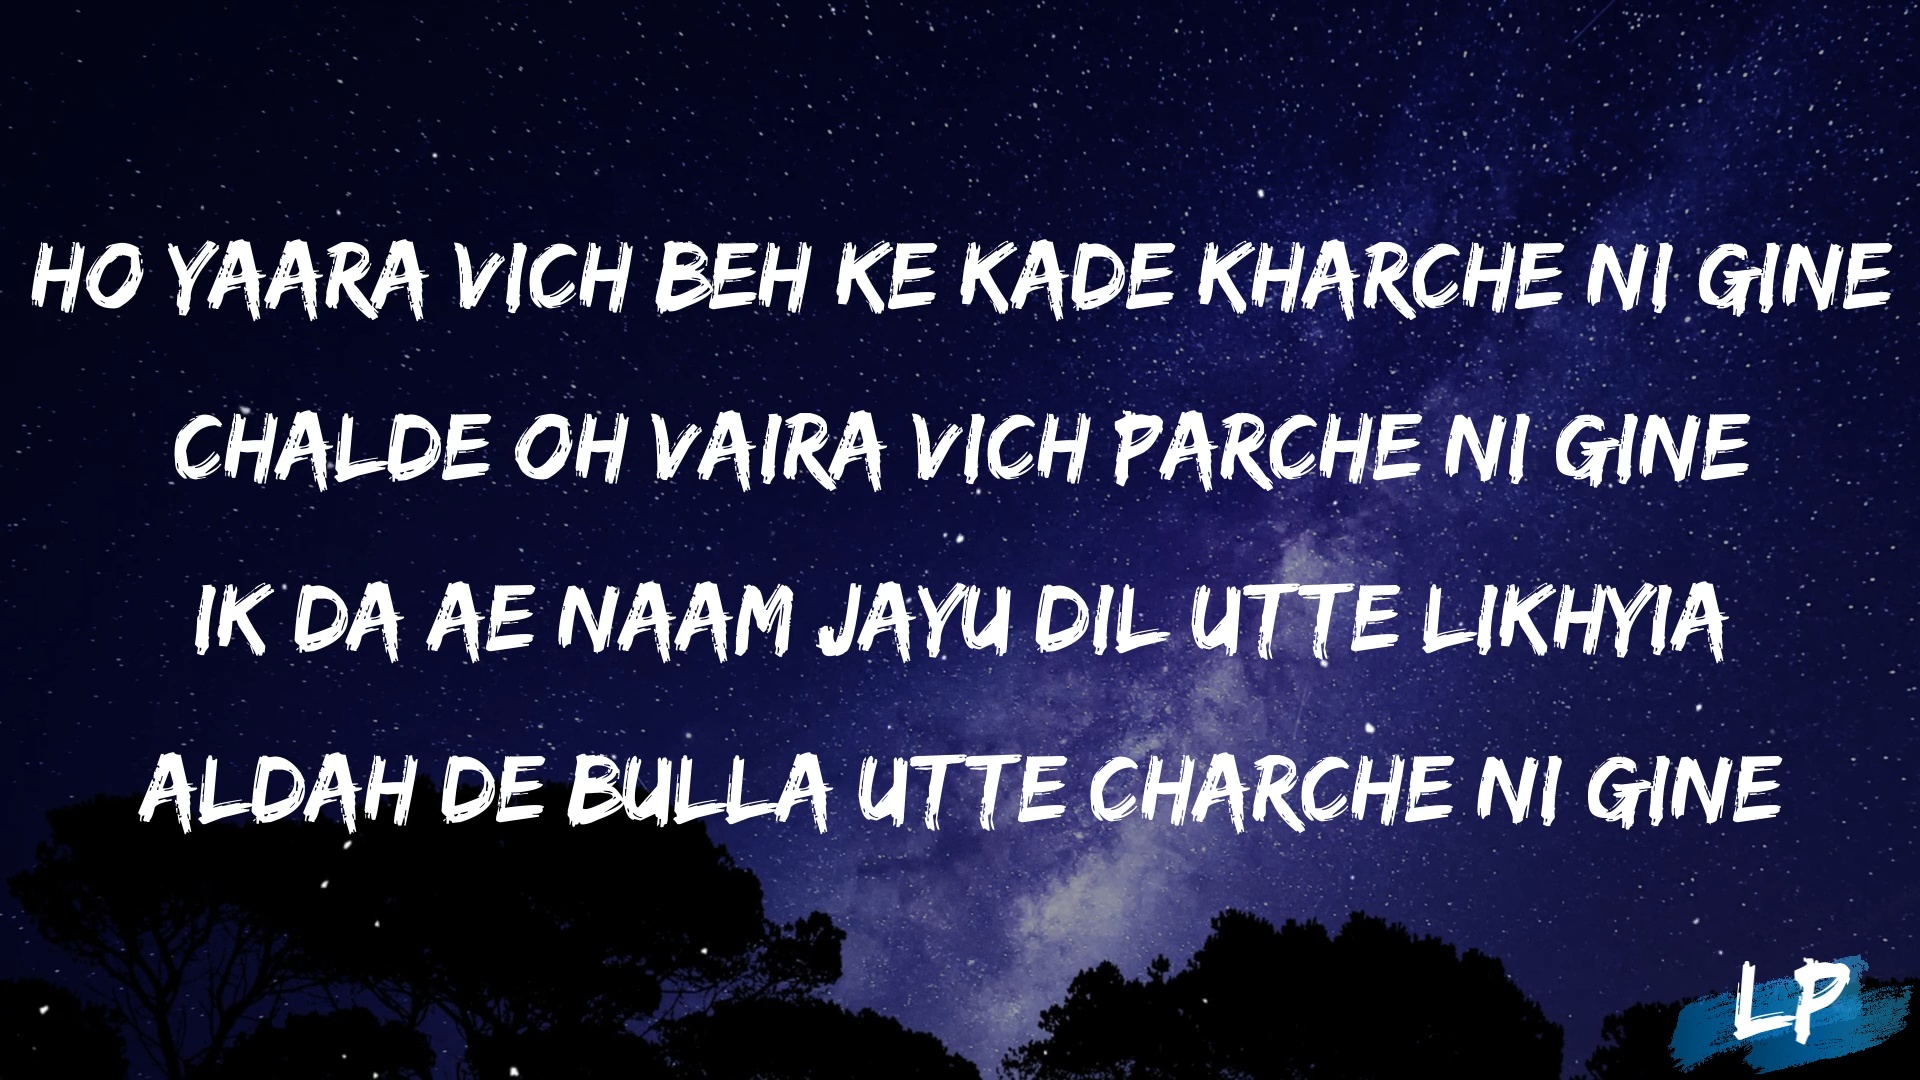 HO YAARA VICH BEH KE KADE KHARCHE NI GINE
CHALDE OH VAIRA VICH PARCHE NI GINE
IK DA AE NAAM JAYU DIL UTTE LIKHYIA
ALDAH DE BULLA UTTE CHARCHE NI GINE
LP